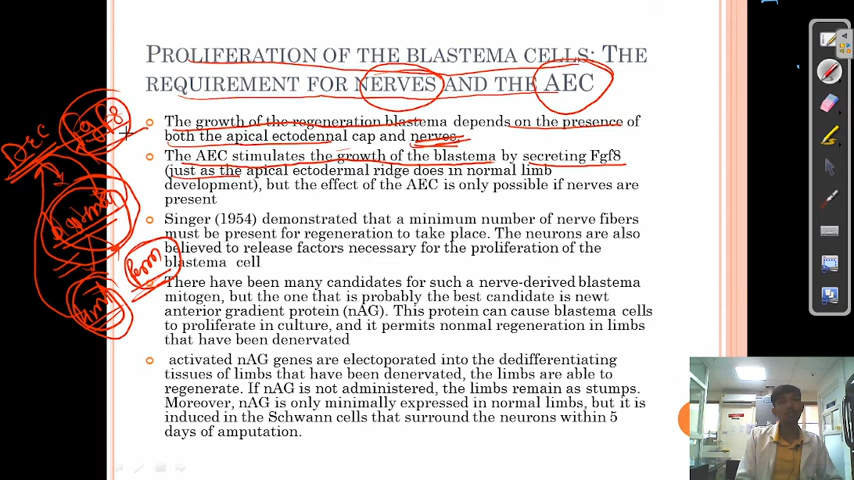 PROLIFERATION OF THE BLASTEMA CELLS: THE
REQUIREMENT FOR NERVES AND THE AEC
The growth of the regeneration blastema depends on the presence of
both the apical ectodennal cap and nerves.
The AEC stimulates the growth of the blastema by secreting Fgf8
(just as the apical ectodermal ridge does in normal limb
development), but the effect of the AEC is only possible if nerves are
present
Singer (1954) demonstrated that a minimum number of nerve fibers
must be present for regeneration to take place. The neurons are also
believed to release factors necessary for the proliferation of the
blastema cell
There have been many candidates for such a nerve-derived blastema
mitogen, but the one that is probably the best candidate is newt
anterior gradient protein (nAG). This protein can cause blastema cells
to proliferate in culture, and it permits nonmal regeneration in limbs
that have been denervated
activated nAG genes are electoporated into the dedifferentiating
tissues of limbs that have been denervated, the limbs are able to
regenerate. If nAG is not administered, the limbs remain as stumps.
Moreover, nAG is only minimally expressed in normal limbs, but it is
induced in the Schwann cells that surround the neurons within 5
days of amputation.